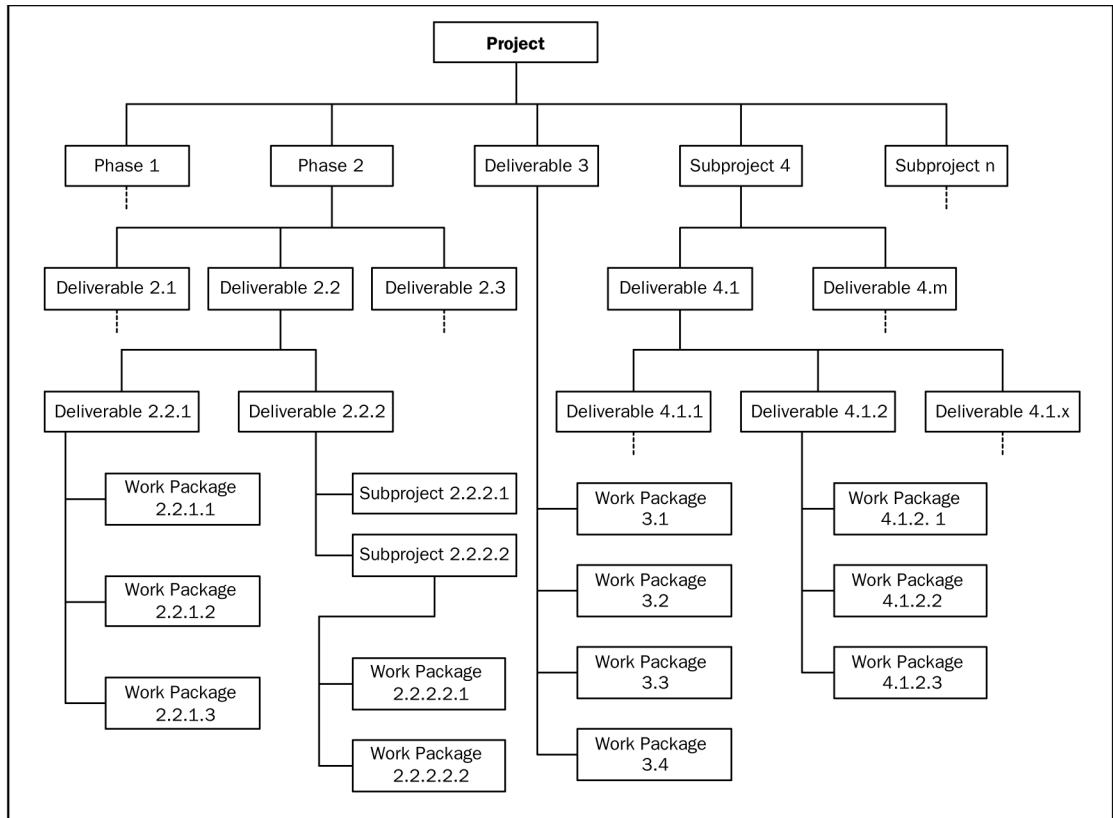 Project
Phase 1
Phase 2
Deliverable 3
Subproject 4
Subproject n
Deliverable 2.1
Deliverable 2.2
Deliverable 2.3
Deliverable 4.1
Deliverable 4.m
Deliverable 2.2.1
Deliverable 2.2.2
Deliverable 4.1.1
Deliverable 4.1.2
Deliverable 4.1.x
Work Package
2.2.1.1
Work Package
2.2.1.2
Work Package
2.2.1.3
Subproject 2.2.2.1
Subproject 2.2.2.2
Work Package
2.2.2.2.1
Work Package
2.2.2.2.2
Work Package
3.1
Work Package
3.2
Work Package
3.3
Work Package
3.4
Work Package
4.1.2. 1
Work Package
4.1.2.2
Work Package
4.1.2.3